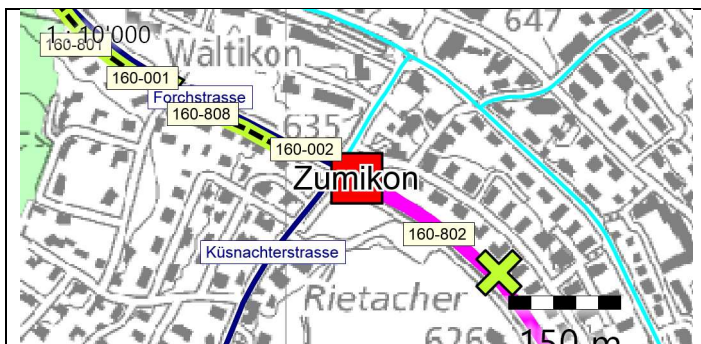 647
1 : 10'000
160-801
Waltikon
160-001
Forchstrasse
160-808
635
160-002
Zumikon
160-802
Küsnachterstrasse
Rietacher
626
150 m